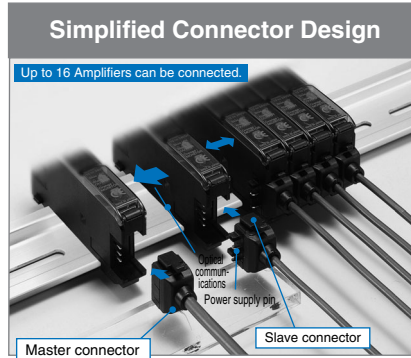 Simplified Connector Design
Up to 16 Amplifiers can be connected.
Optical
commun-
ications
Power supply pin
Slave connector
Master connector